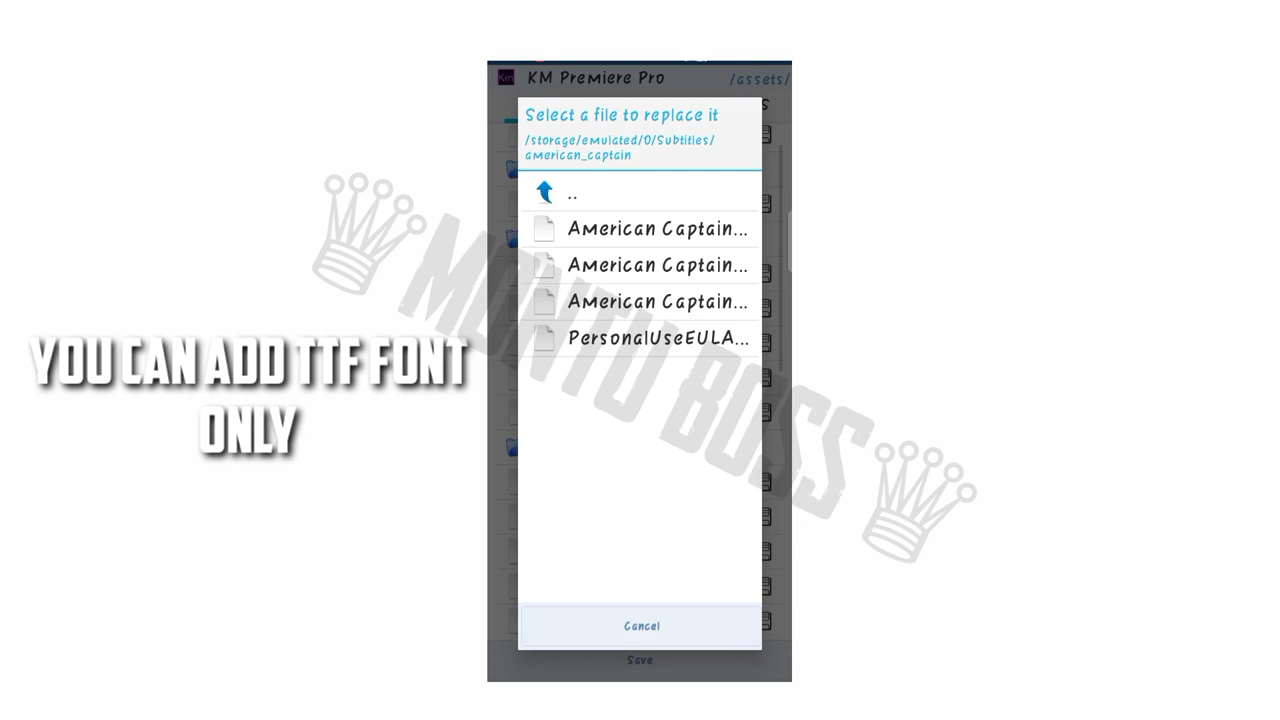 Km KM Premiere Pro /assets/
S
Select a file to replace it
/storage/emulated/0/Subtitles/
american_captain
..
American Captain...
American Captain...
American Captain...
PersonalUseEULA...
Cancel
Save
YOU CAN ADD TTF FONT
ONLY
MONTU BOSS